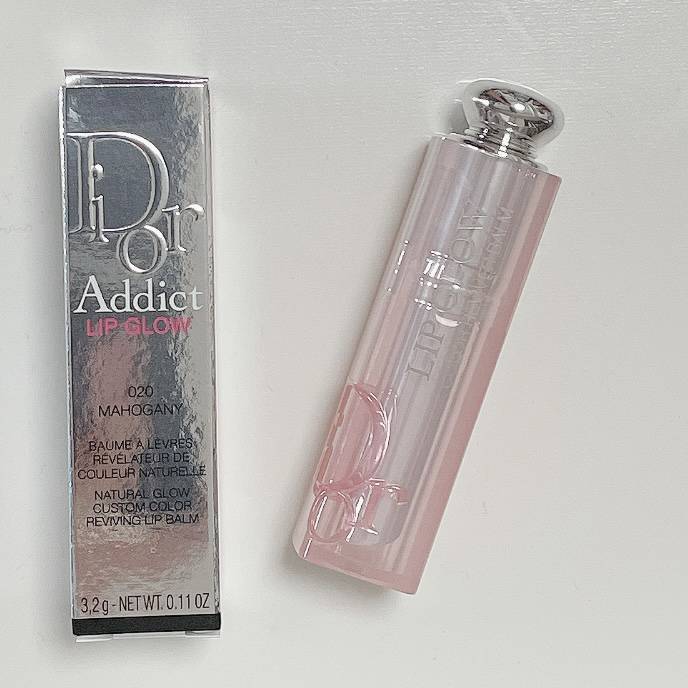 Dior
Addict
LIP GLOW
020
MAHOGANY
BAUME À LÈVRES
RÉVÉLATEUR DE
COULEUR NATURELLE
NATURAL GLOW
CUSTOM COLOR
REVIVING LIP BALM
3,2 g - NET WT. 0.11 OZ
LIP GLOW
Dior